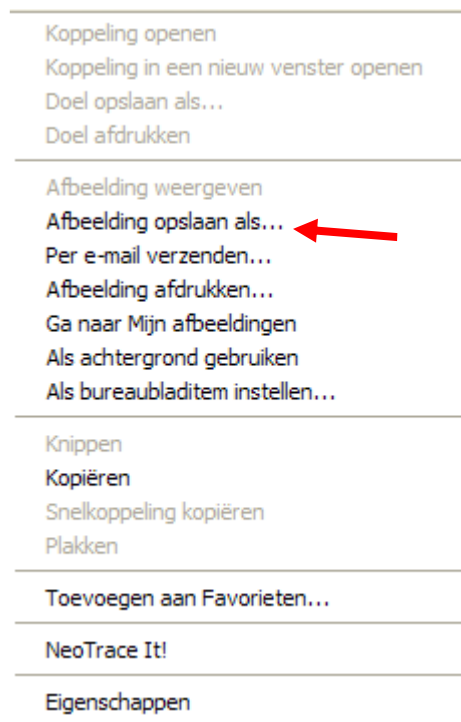 Koppeling openen
Koppeling in een nieuw venster openen
Doel opslaan als...
Doel afdrukken
Afbeelding weergeven
Afbeelding opslaan als...
Per e-mail verzenden...
Afbeelding afdrukken...
Ga naar Mijn afbeeldingen
Als achtergrond gebruiken
Als bureaubladitem instellen...
Knippen
Kopiëren
Snelkoppeling kopiëren
Plakken
Toevoegen aan Favorieten...
NeoTrace It!
Eigenschappen